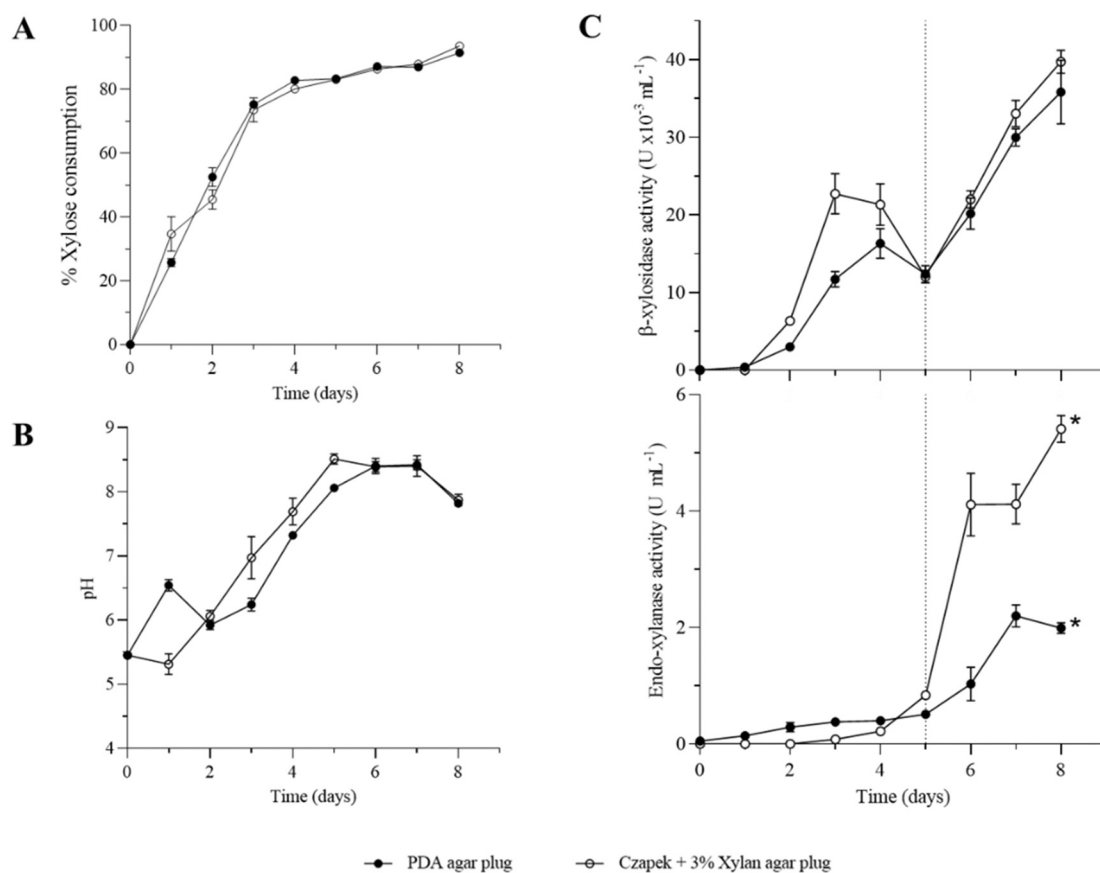 A
% Xylose consumption
100
80
60
40
20
0
0 2 4 6 8
Time (days)
B
pH
9
8
7
6
5
4
0 2 4 6 8
Time (days)
C
β-xylosidase activity (U x10⁻³ mL⁻¹)
40
30
20
10
0
Endo-xylanase activity (U mL⁻¹)
6
4
2
0
*
*
0 2 4 6 8
Time (days)
PDA agar plug
Czapek + 3% Xylan agar plug